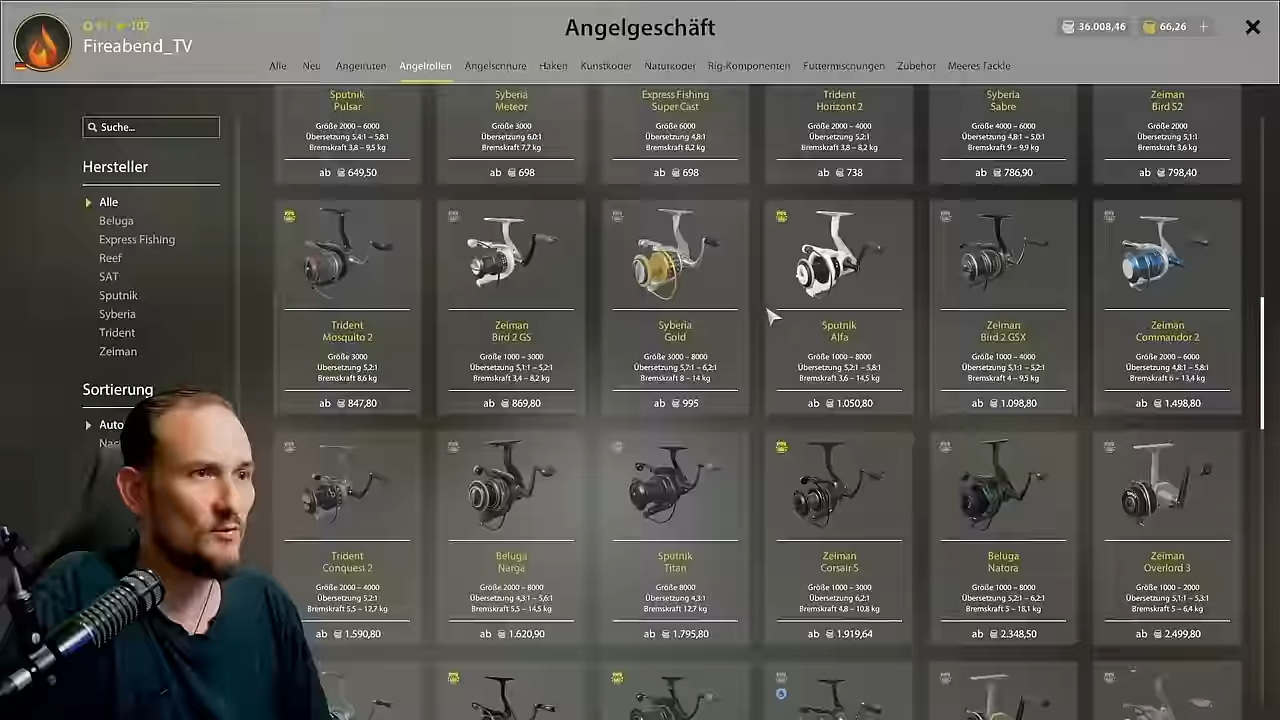 107
Fireabend_TV
Angelgeschäft
36.008,46
66,26
Alle Neu Angelruten Angelrollen Angelschnüre Haken Kunstköder Naturköder Rig-Komponenten Futtermischungen Zubehör Meeres Tackle
Suche...
Hersteller
Alle
Beluga
Express Fishing
Reef
SAT
Sputnik
Syberia
Trident
Zeiman
Sortierung
Auto
Nac
Sputnik
Pulsar
Größe 2000 – 6000
Übersetzung 5,4:1 – 5,8:1
Bremskraft 3,8 – 9,5 kg
ab 649,50
Syberia
Meteor
Größe 3000
Übersetzung 6,0:1
Bremskraft 7,7 kg
ab 698
Express Fishing
Super Cast
Größe 6000
Übersetzung 4,8:1
Bremskraft 8,2 kg
ab 698
Trident
Horizont 2
Größe 2000 – 4000
Übersetzung 5,2:1
Bremskraft 3,8 – 8,2 kg
ab 738
Syberia
Sabre
Größe 4000 – 6000
Übersetzung 4,8:1 – 5,0:1
Bremskraft 9 – 9,9 kg
ab 786,90
Zeiman
Bird S2
Größe 2000
Übersetzung 5,1:1
Bremskraft 3,6 kg
ab 798,40
Trident
Mosquito 2
Größe 3000
Übersetzung 5,2:1
Bremskraft 8,6 kg
ab 847,80
Zeiman
Bird 2 GS
Größe 1000 – 3000
Übersetzung 5,1:1 – 5,2:1
Bremskraft 3,4 – 8,2 kg
ab 869,80
Syberia
Gold
Größe 3000 – 8000
Übersetzung 5,7:1 – 6,2:1
Bremskraft 8 – 14 kg
ab 995
Sputnik
Alfa
Größe 1000 – 8000
Übersetzung 5,2:1 – 5,8:1
Bremskraft 3,6 – 14,5 kg
ab 1.050,80
Zeiman
Bird 2 GSX
Größe 1000 – 4000
Übersetzung 5,1:1 – 5,2:1
Bremskraft 4 – 9,5 kg
ab 1.098,80
Zeiman
Commandor 2
Größe 2000 – 6000
Übersetzung 4,8:1 – 5,8:1
Bremskraft 6 – 13,4 kg
ab 1.498,80
Trident
Conquest 2
Größe 2000 – 4000
Übersetzung 5,2:1
Bremskraft 5,5 – 12,7 kg
ab 1.590,80
Beluga
Narga
Größe 2000 – 8000
Übersetzung 4,3:1 – 5,6:1
Bremskraft 5,5 – 14,5 kg
ab 1.620,90
Sputnik
Titan
Größe 8000
Übersetzung 4,3:1
Bremskraft 12,7 kg
ab 1.795,80
Zeiman
Corsair S
Größe 1000 – 3000
Übersetzung 6,2:1
Bremskraft 4,8 – 10,8 kg
ab 1.919,64
Beluga
Natora
Größe 1000 – 8000
Übersetzung 5,2:1 – 6,2:1
Bremskraft 5 – 18,1 kg
ab 2.348,50
Zeiman
Overlord 3
Größe 1000 – 2000
Übersetzung 5,1:1 – 5,3:1
Bremskraft 5 – 6,4 kg
ab 2.499,80